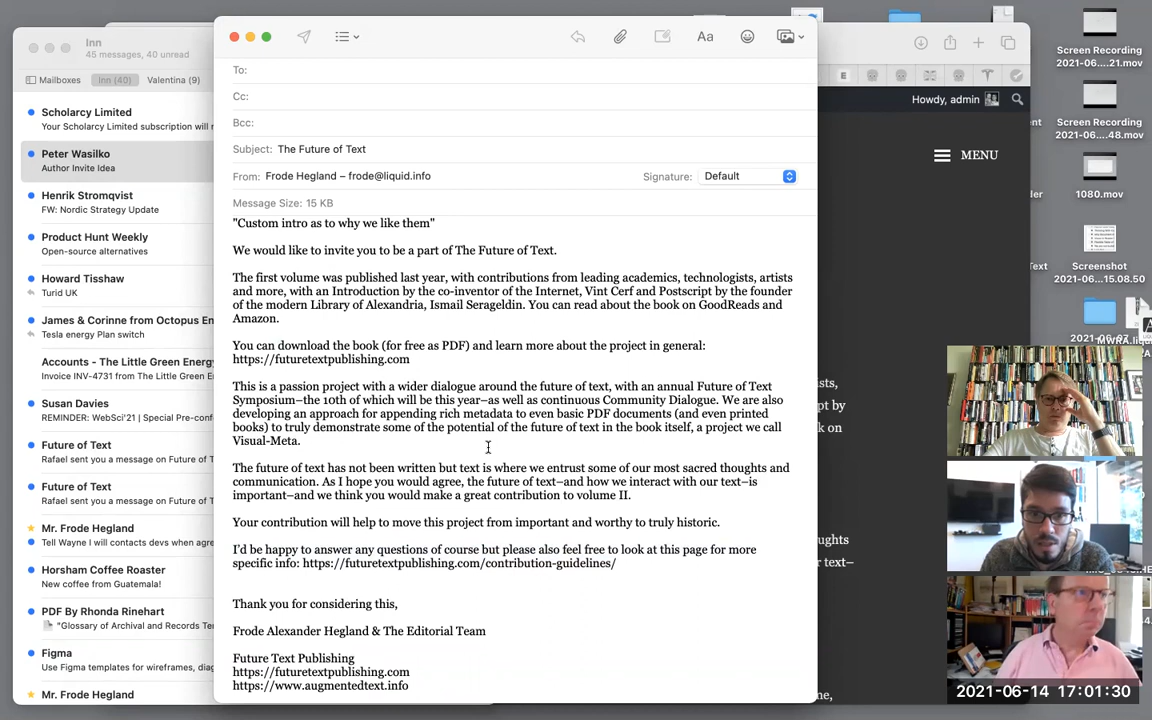 Inn
45 messages, 40 unread
Mailboxes
Inn (40)
Valentina (9)
Scholarcy Limited
Your Scholarcy Limited subscription will r
Peter Wasilko
Author Invite Idea
Henrik Stromqvist
FW: Nordic Strategy Update
Product Hunt Weekly
Open-source alternatives
Howard Tisshaw
Turid UK
James & Corinne from Octopus En
Tesla energy Plan switch
Accounts - The Little Green Energy
Invoice INV-4731 from The Little Green E
Susan Davies
REMINDER: WebSci'21 | Special Pre-conf
Future of Text
Rafael sent you a message on Future of T
Future of Text
Rafael sent you a message on Future of T
Mr. Frode Hegland
Tell Wayne I will contacts devs when agre
Horsham Coffee Roaster
New coffee from Guatemala!
PDF By Rhonda Rinehart
"Glossary of Archival and Records Ter
Figma
Use Figma templates for wireframes, diag
Mr. Frode Hegland
Aa
To:
Cc:
Bcc:
Subject: The Future of Text
From: Frode Hegland – frode@liquid.info
Signature: Default
Message Size: 15 KB
"Custom intro as to why we like them"
We would like to invite you to be a part of The Future of Text.
The first volume was published last year, with contributions from leading academics, technologists, artists
and more, with an Introduction by the co-inventor of the Internet, Vint Cerf and Postscript by the founder
of the modern Library of Alexandria, Ismail Serageldin. You can read about the book on GoodReads and
Amazon.
You can download the book (for free as PDF) and learn more about the project in general:
https://futuretextpublishing.com
This is a passion project with a wider dialogue around the future of text, with an annual Future of Text
Symposium–the 10th of which will be this year–as well as continuous Community Dialogue. We are also
developing an approach for appending rich metadata to even basic PDF documents (and even printed
books) to truly demonstrate some of the potential of the future of text in the book itself, a project we call
Visual-Meta.
The future of text has not been written but text is where we entrust some of our most sacred thoughts and
communication. As I hope you would agree, the future of text–and how we interact with our text–is
important–and we think you would make a great contribution to volume II.
Your contribution will help to move this project from important and worthy to truly historic.
I'd be happy to answer any questions of course but please also feel free to look at this page for more
specific info: https://futuretextpublishing.com/contribution-guidelines/
Thank you for considering this,
Frode Alexander Hegland & The Editorial Team
Future Text Publishing
https://futuretextpublishing.com
https://www.augmentedtext.info
E
Howdy, admin
MENU
ists,
pt by
k on
ughts
r text–
ne,
Screen Recording
2021-06....21.mov
Screen Recording
2021-06....48.mov
1080.mov
Screenshot
2021-06....15.08.50
2021-06-14 17:01:30